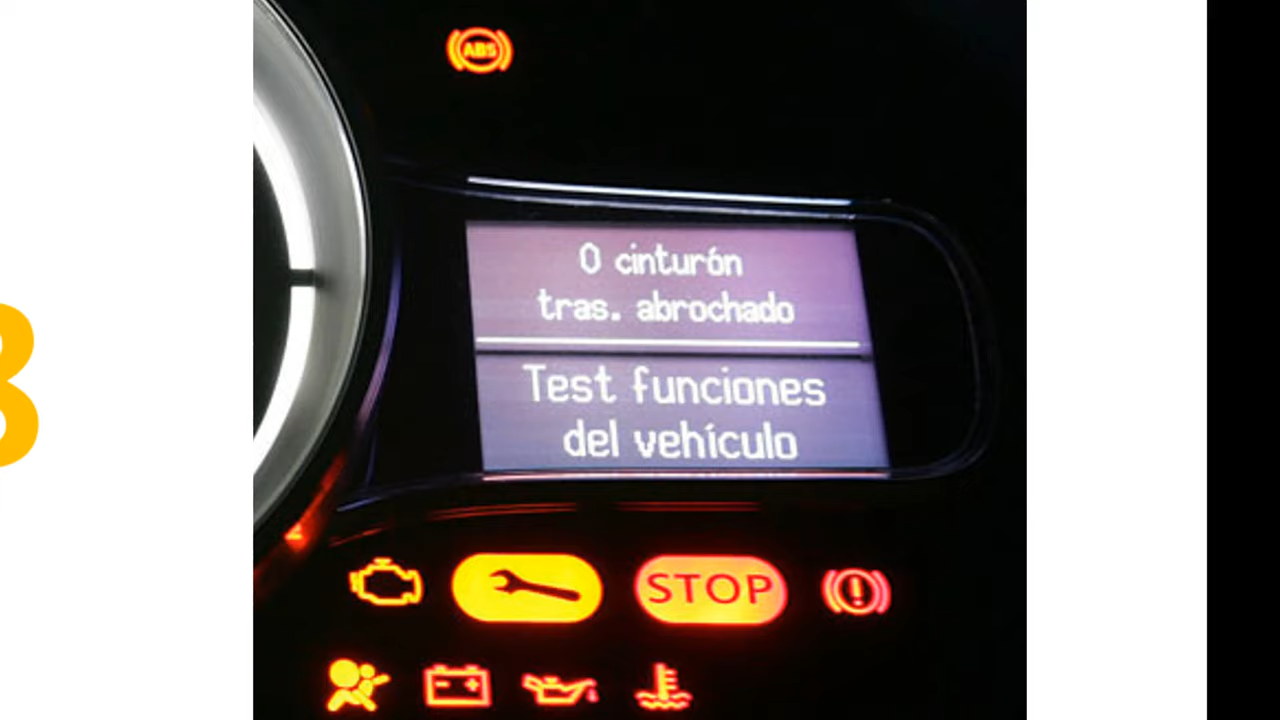 ABS
0 cinturón
tras. abrochado
Test funciones
del vehículo
STOP